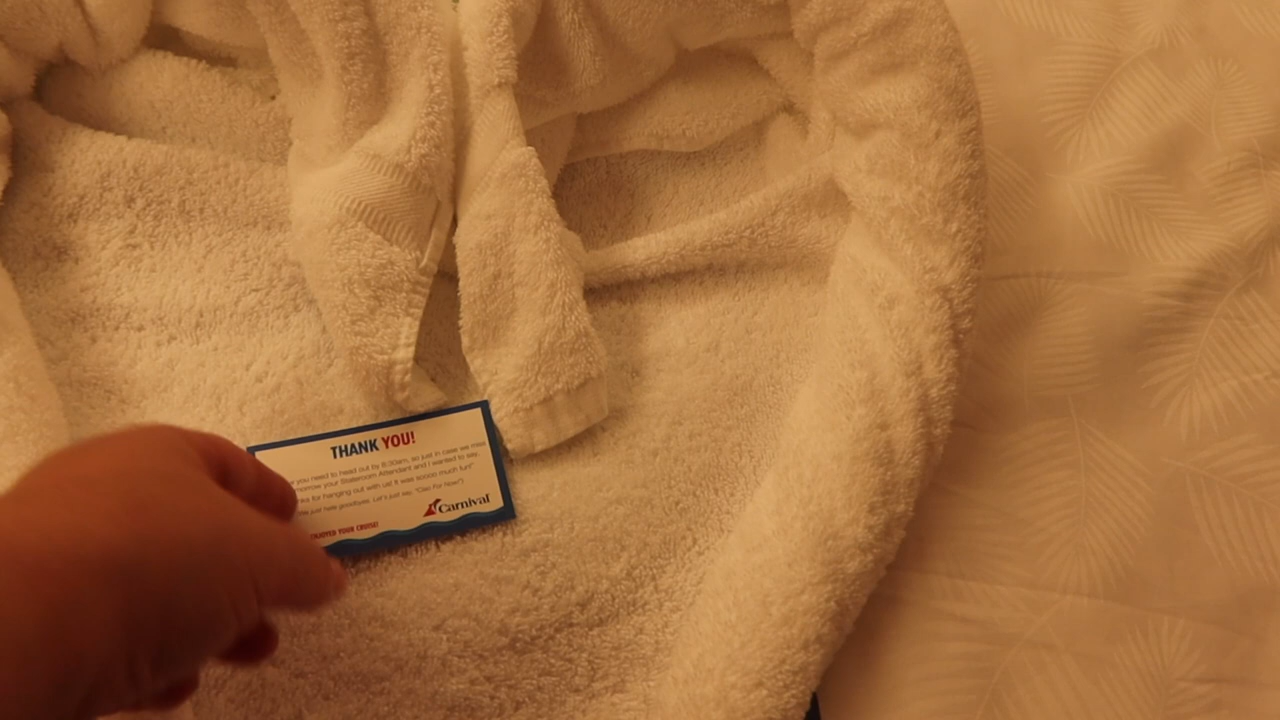 THANK YOU!
you need to head out by 8:30am, so just in case we miss
morrow your Stateroom Attendant and I wanted to say,
for hanging out with us! It was soooo much fun!"
just hate goodbyes. Let's just say, "Ciao For Now!")
Carnival
ENJOYED YOUR CRUISE!